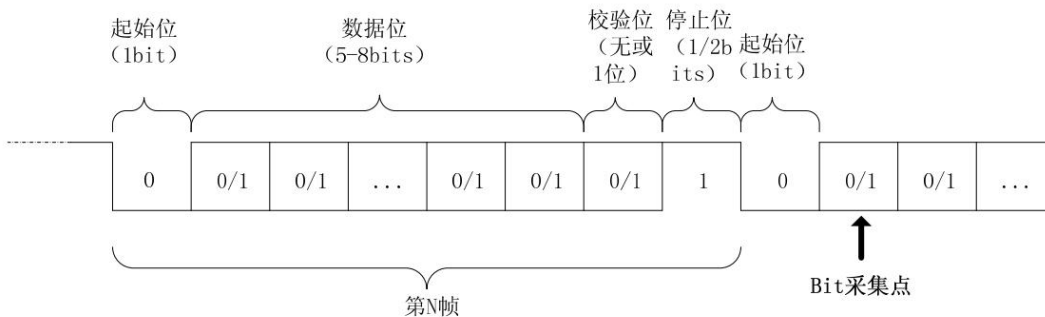 起始位
(1bit)
数据位
(5-8bits)
校验位
(无或
1位)
停止位
(1/2b
its)
起始位
(1bit)
0 0/1 0/1 ... 0/1 0/1 0/1 1 0 0/1 0/1 ...
Bit采集点
第N帧